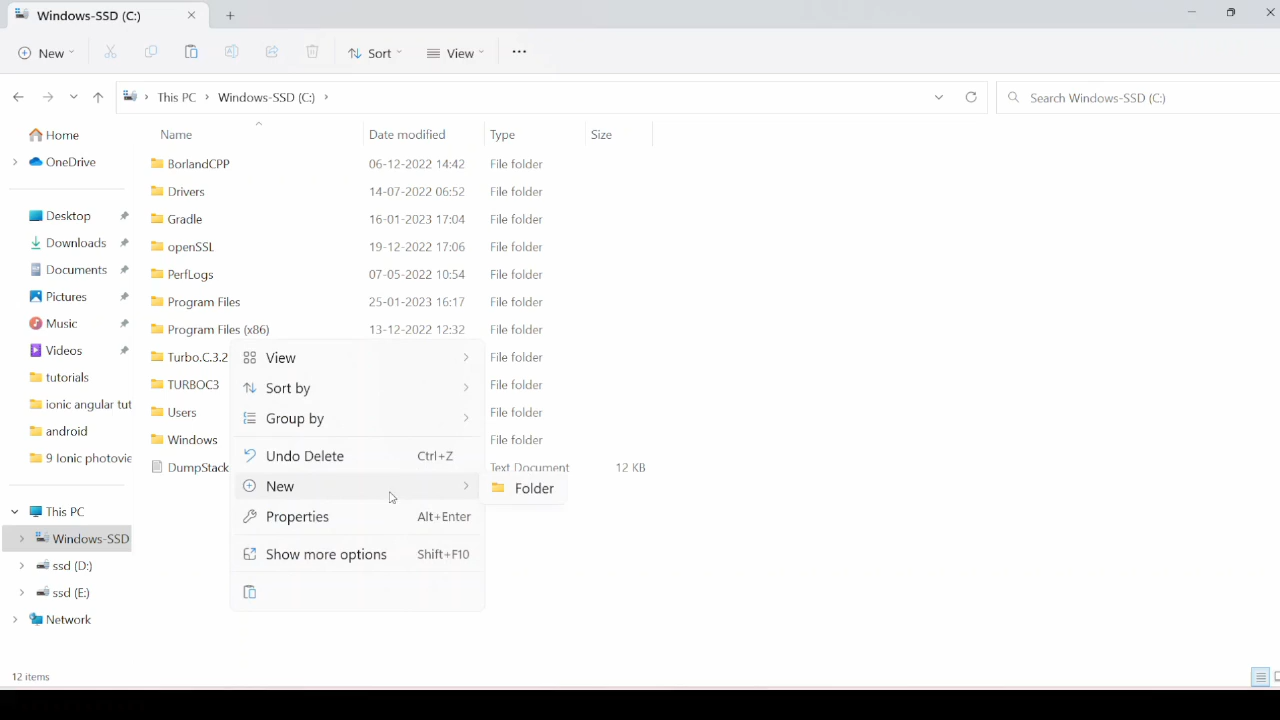 Windows-SSD (C:)
New
Sort
View
This PC
Windows-SSD (C:)
Search Windows-SSD (C:)
Name
Date modified
Type
Size
Home
OneDrive
Desktop
Downloads
Documents
Pictures
Music
Videos
tutorials
ionic angular tut
android
9 Ionic photovie
This PC
Windows-SSD
ssd (D:)
ssd (E:)
Network
BorlandCPP 06-12-2022 14:42 File folder
Drivers 14-07-2022 06:52 File folder
Gradle 16-01-2023 17:04 File folder
openSSL 19-12-2022 17:06 File folder
PerfLogs 07-05-2022 10:54 File folder
Program Files 25-01-2023 16:17 File folder
Program Files (x86) 13-12-2022 12:32 File folder
Turbo.C.3.2 File folder
TURBOC3 File folder
Users File folder
Windows File folder
DumpStack Text Document 12 KB
View
Sort by
Group by
Undo Delete Ctrl+Z
New
Folder
Properties Alt+Enter
Show more options Shift+F10
12 items